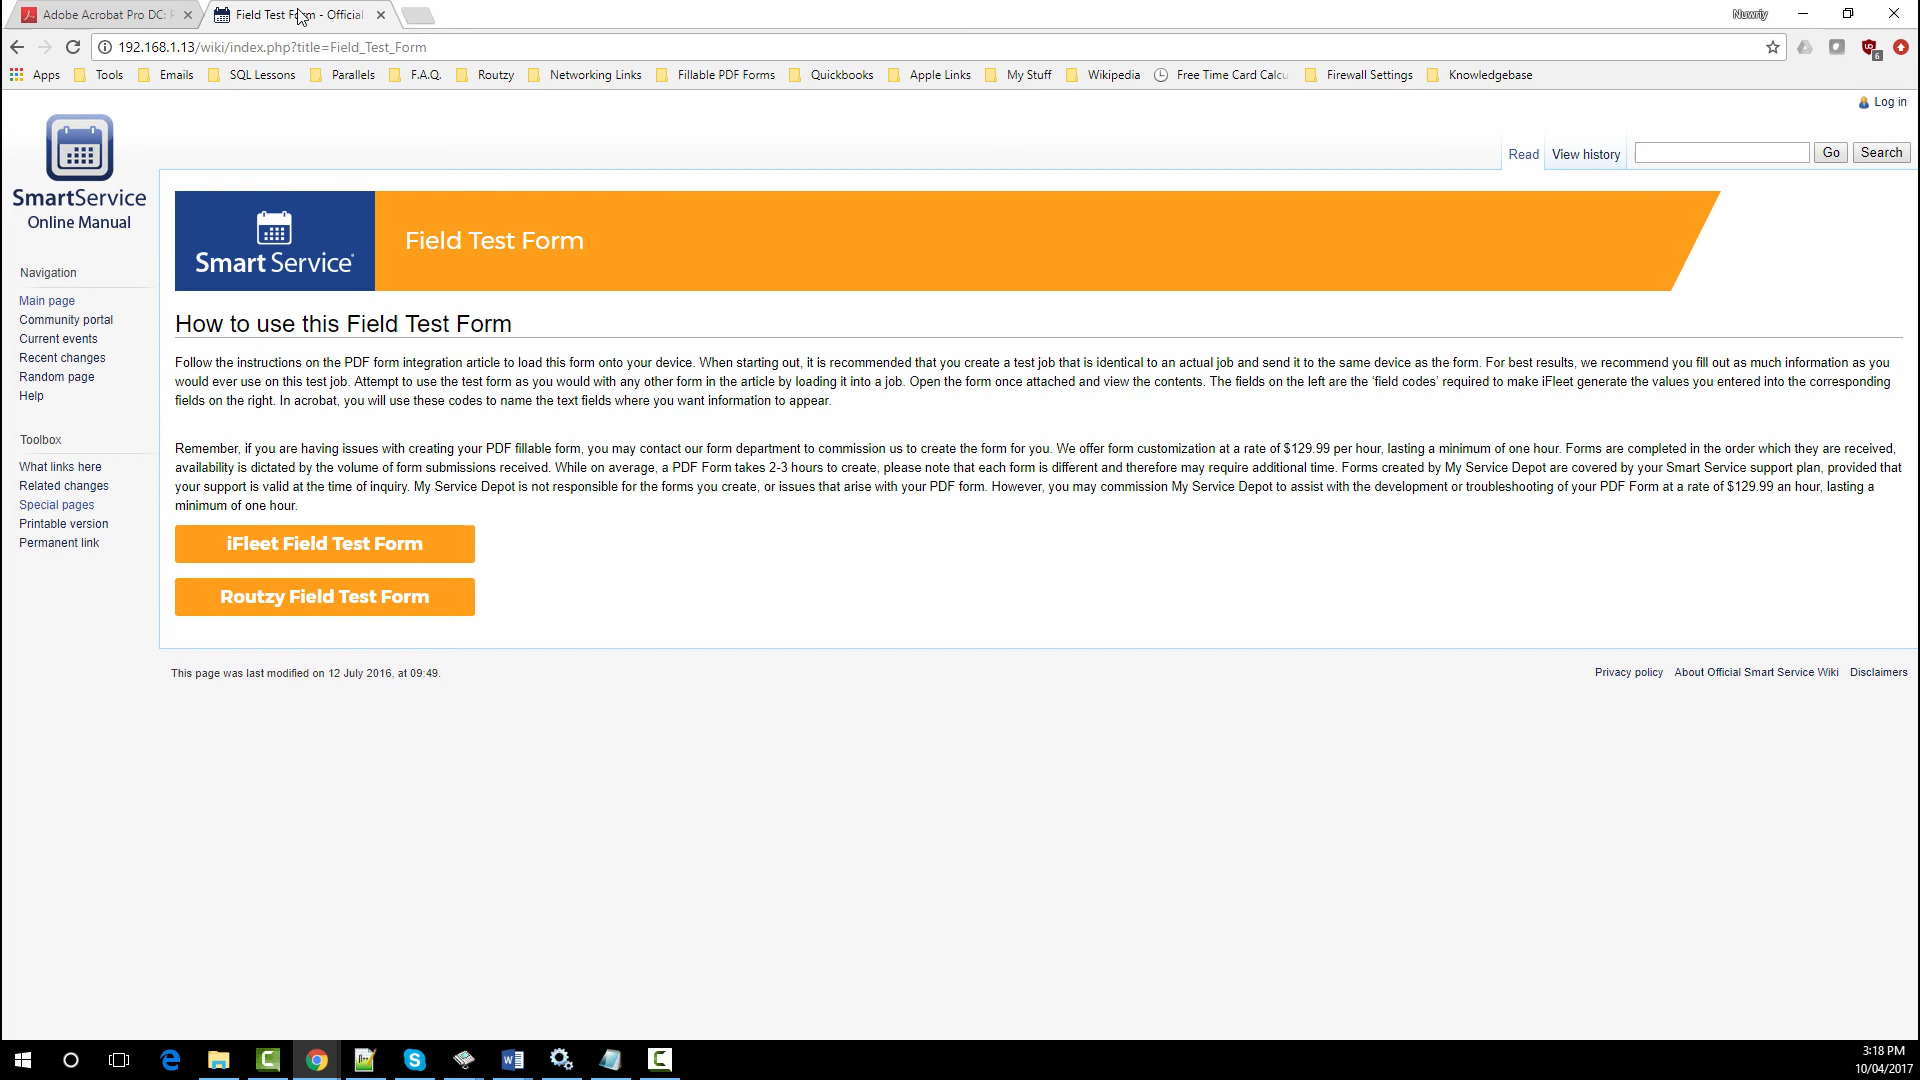 Adobe Acrobat Pro DC:
Field Test Form - Official
Nuwriy
192.168.1.13/wiki/index.php?title=Field_Test_Form
Apps Tools Emails SQL Lessons Parallels F.A.Q. Routzy Networking Links Fillable PDF Forms Quickbooks Apple Links My Stuff Wikipedia Free Time Card Calcu Firewall Settings Knowledgebase
Log in
SmartService
Online Manual
Read View history Go Search
Smart Service
Field Test Form
Navigation
Main page
Community portal
Current events
Recent changes
Random page
Help
Toolbox
What links here
Related changes
Special pages
Printable version
Permanent link
How to use this Field Test Form
Follow the instructions on the PDF form integration article to load this form onto your device. When starting out, it is recommended that you create a test job that is identical to an actual job and send it to the same device as the form. For best results, we recommend you fill out as much information as you
would ever use on this test job. Attempt to use the test form as you would with any other form in the article by loading it into a job. Open the form once attached and view the contents. The fields on the left are the 'field codes' required to make iFleet generate the values you entered into the corresponding
fields on the right. In acrobat, you will use these codes to name the text fields where you want information to appear.
Remember, if you are having issues with creating your PDF fillable form, you may contact our form department to commission us to create the form for you. We offer form customization at a rate of $129.99 per hour, lasting a minimum of one hour. Forms are completed in the order which they are received,
availability is dictated by the volume of form submissions received. While on average, a PDF Form takes 2-3 hours to create, please note that each form is different and therefore may require additional time. Forms created by My Service Depot are covered by your Smart Service support plan, provided that
your support is valid at the time of inquiry. My Service Depot is not responsible for the forms you create, or issues that arise with your PDF form. However, you may commission My Service Depot to assist with the development or troubleshooting of your PDF Form at a rate of $129.99 an hour, lasting a
minimum of one hour.
iFleet Field Test Form
Routzy Field Test Form
This page was last modified on 12 July 2016, at 09:49.
Privacy policy About Official Smart Service Wiki Disclaimers
3:18 PM
10/04/2017